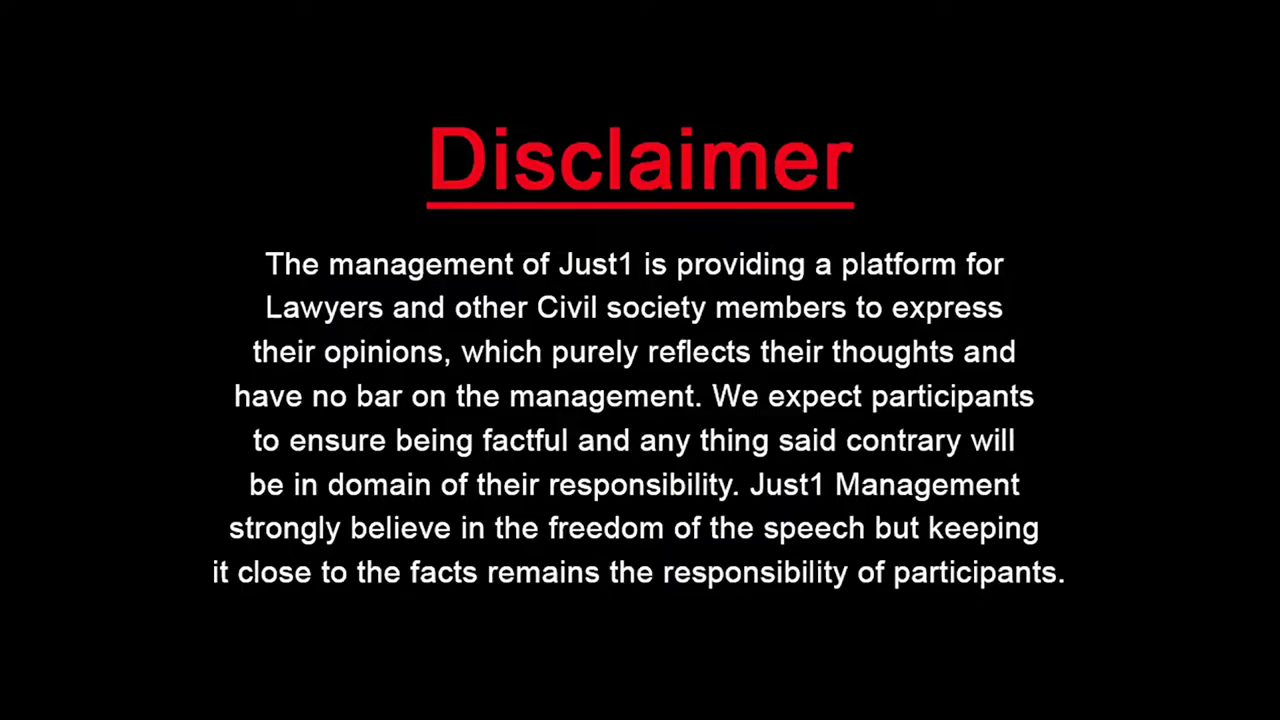 Disclaimer
The management of Just1 is providing a platform for
Lawyers and other Civil society members to express
their opinions, which purely reflects their thoughts and
have no bar on the management. We expect participants
to ensure being factful and any thing said contrary will
be in domain of their responsibility. Just1 Management
strongly believe in the freedom of the speech but keeping
it close to the facts remains the responsibility of participants.